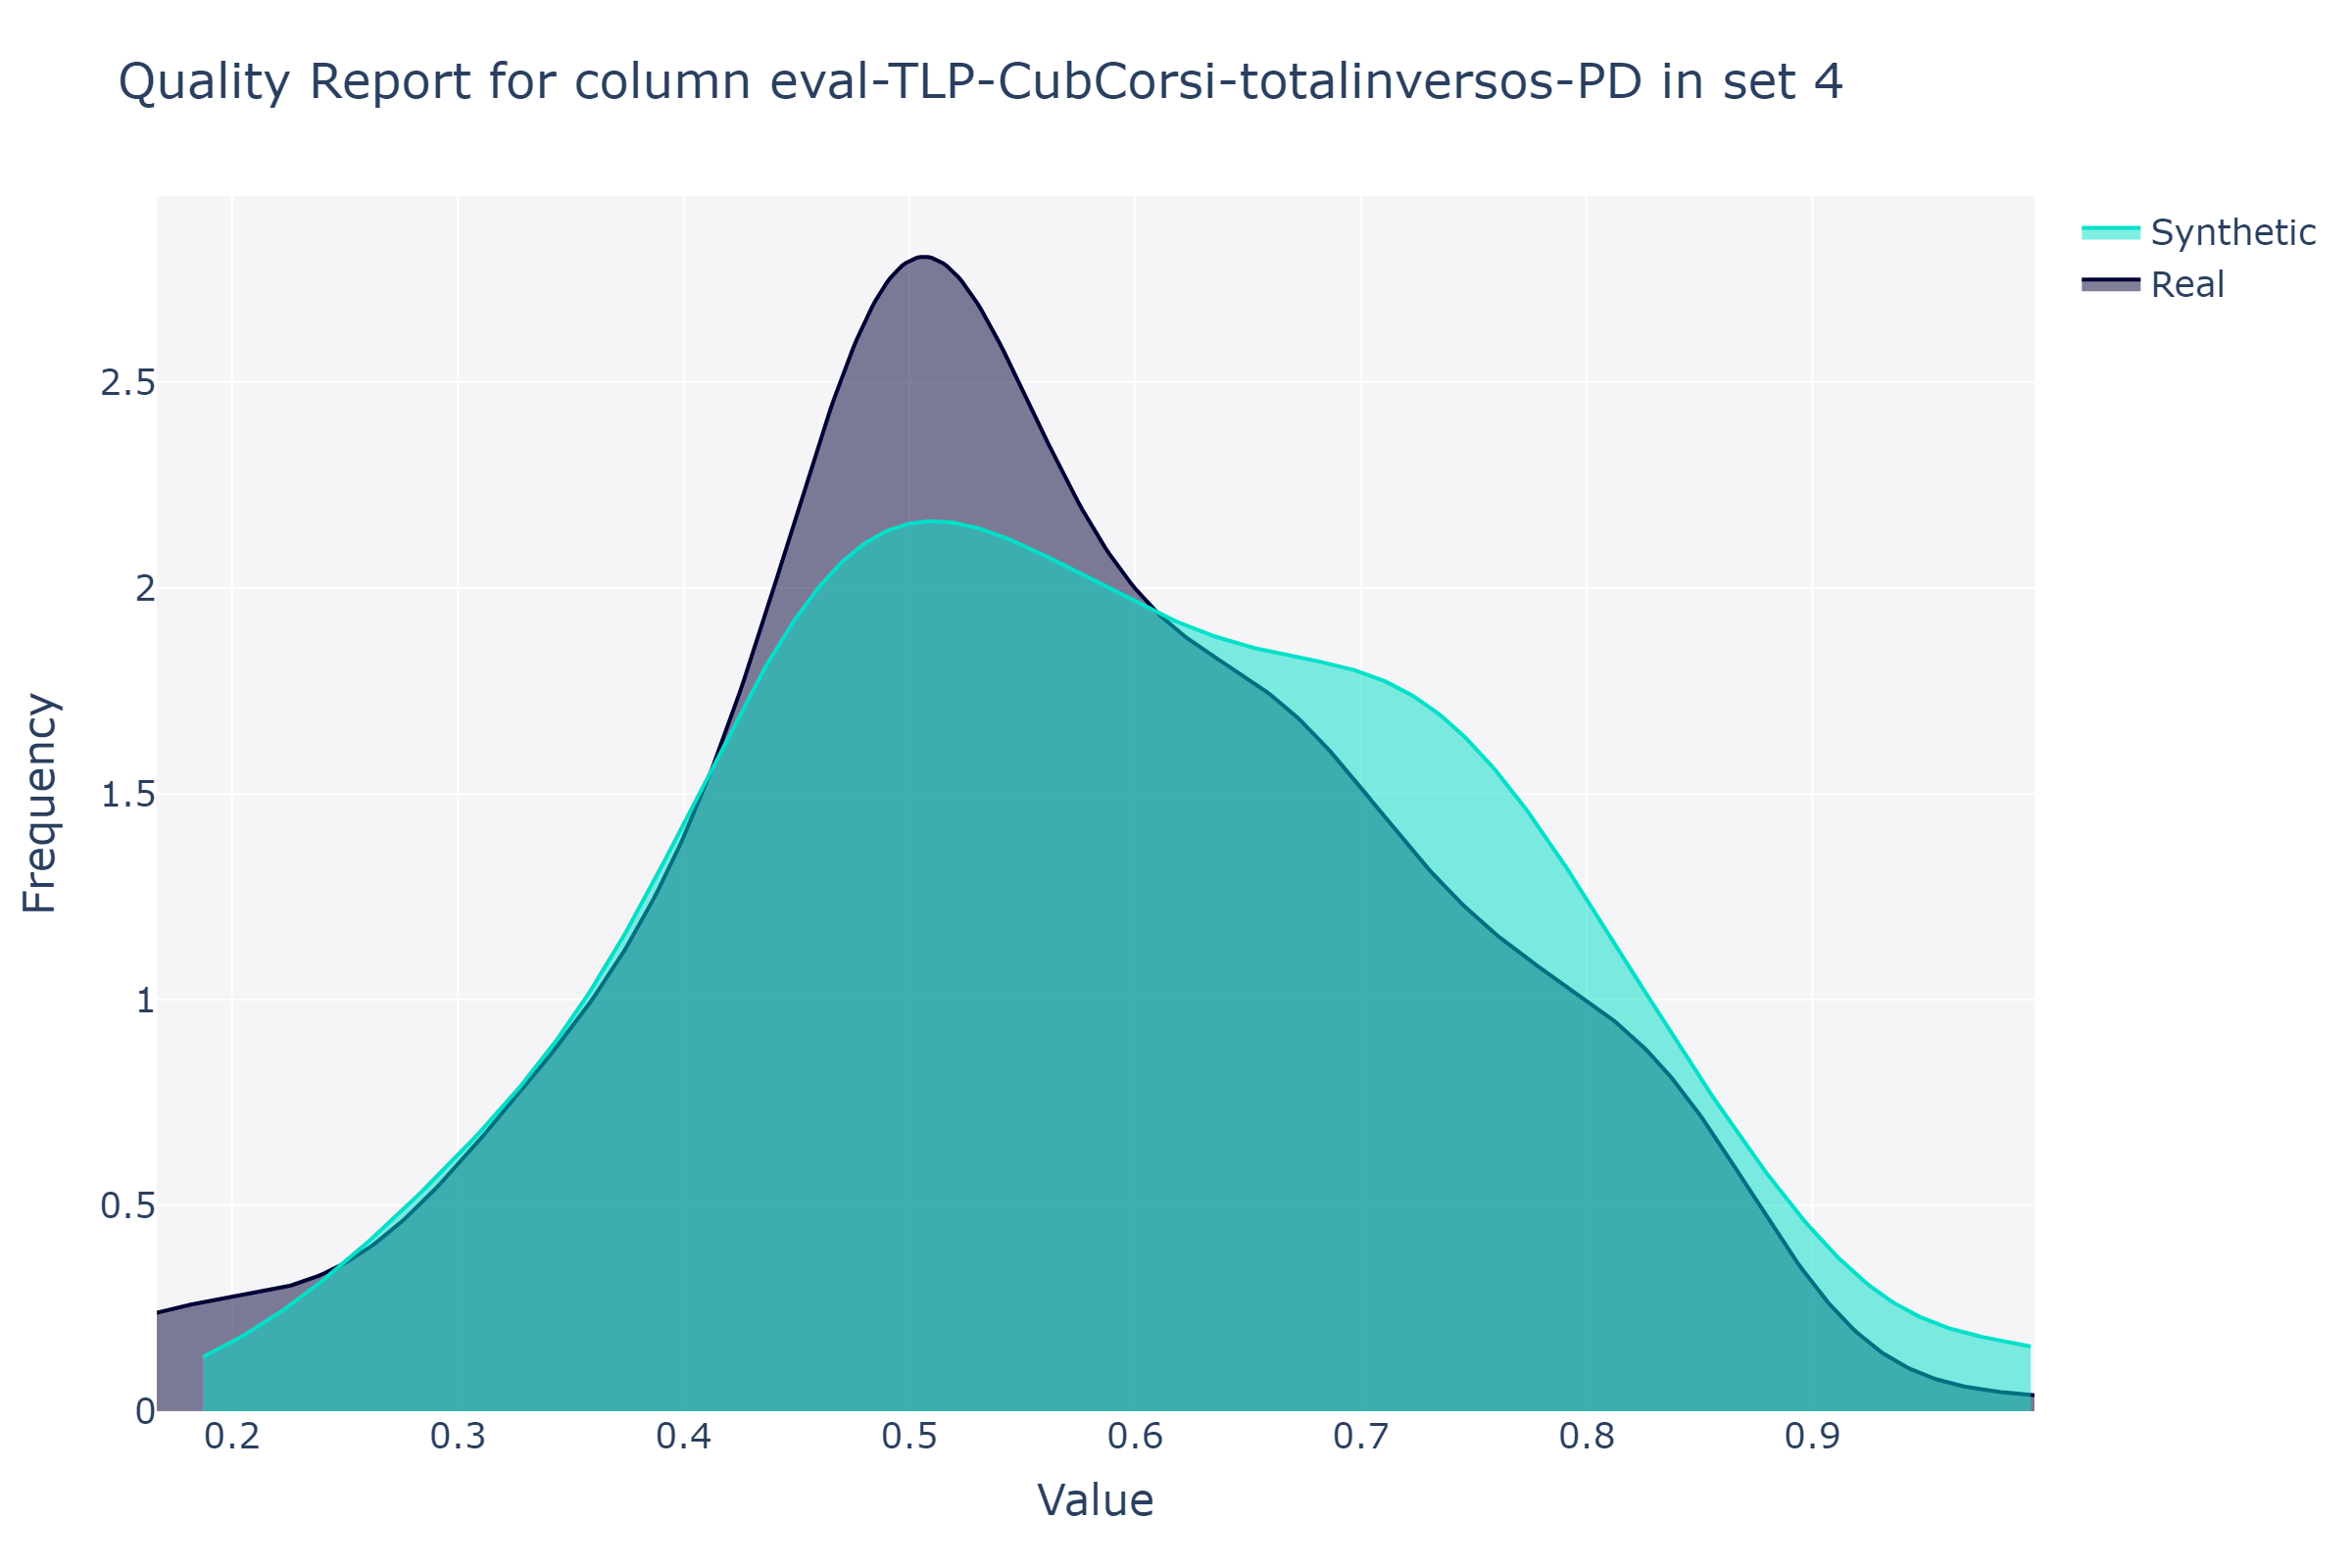 Quality Report for column eval-TLP-CubCorsi-totalinversos-PD in set 4
Synthetic
Real
Frequency
2.5
2
1.5
1
0.5
0
0.2 0.3 0.4 0.5 0.6 0.7 0.8 0.9
Value